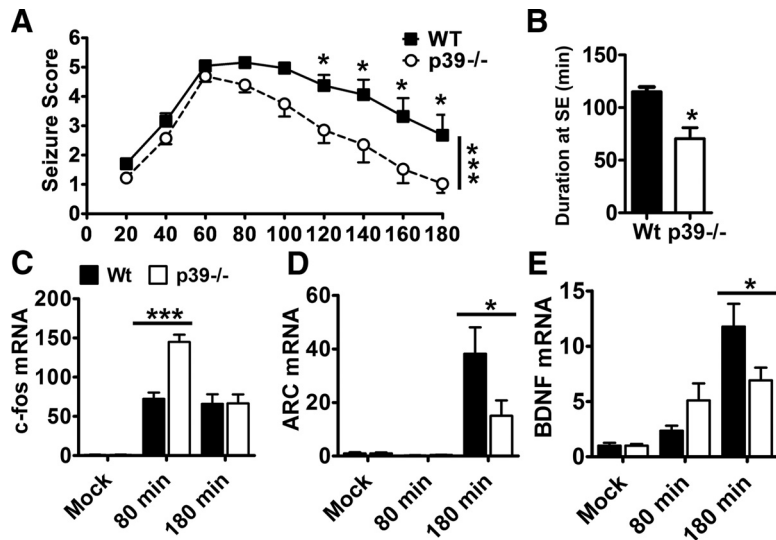 A
WT
p39-/-
Seizure Score
6
5
4
3
2
1
0
* * * *
***
0 20 40 60 80 100 120 140 160 180
B
Duration at SE (min)
150
100
50
0
*
Wt p39-/-
C
Wt p39-/-
c-fos mRNA
200
150
100
50
0
***
Mock
80 min
180 min
D
ARC mRNA
60
40
20
0
*
Mock
80 min
180 min
E
BDNF mRNA
15
10
5
0
*
Mock
80 min
180 min